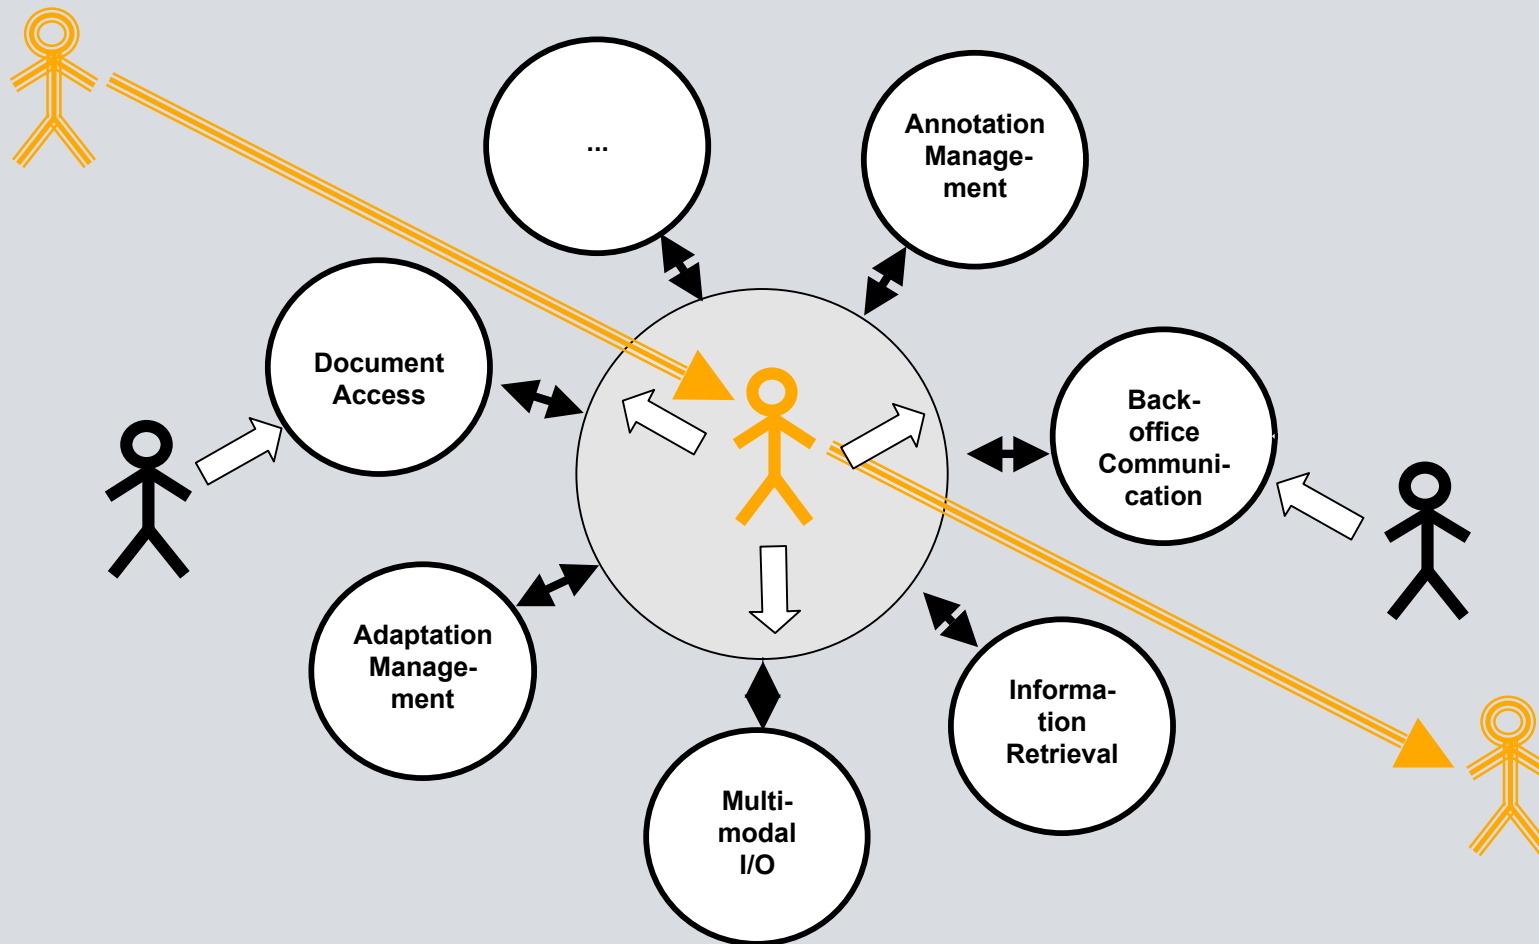 ...
Annotation
Manage-
ment
Document
Access
Back-
office
Communi-
cation
Adaptation
Manage-
ment
Informa-
tion
Retrieval
Multi-
modal
I/O